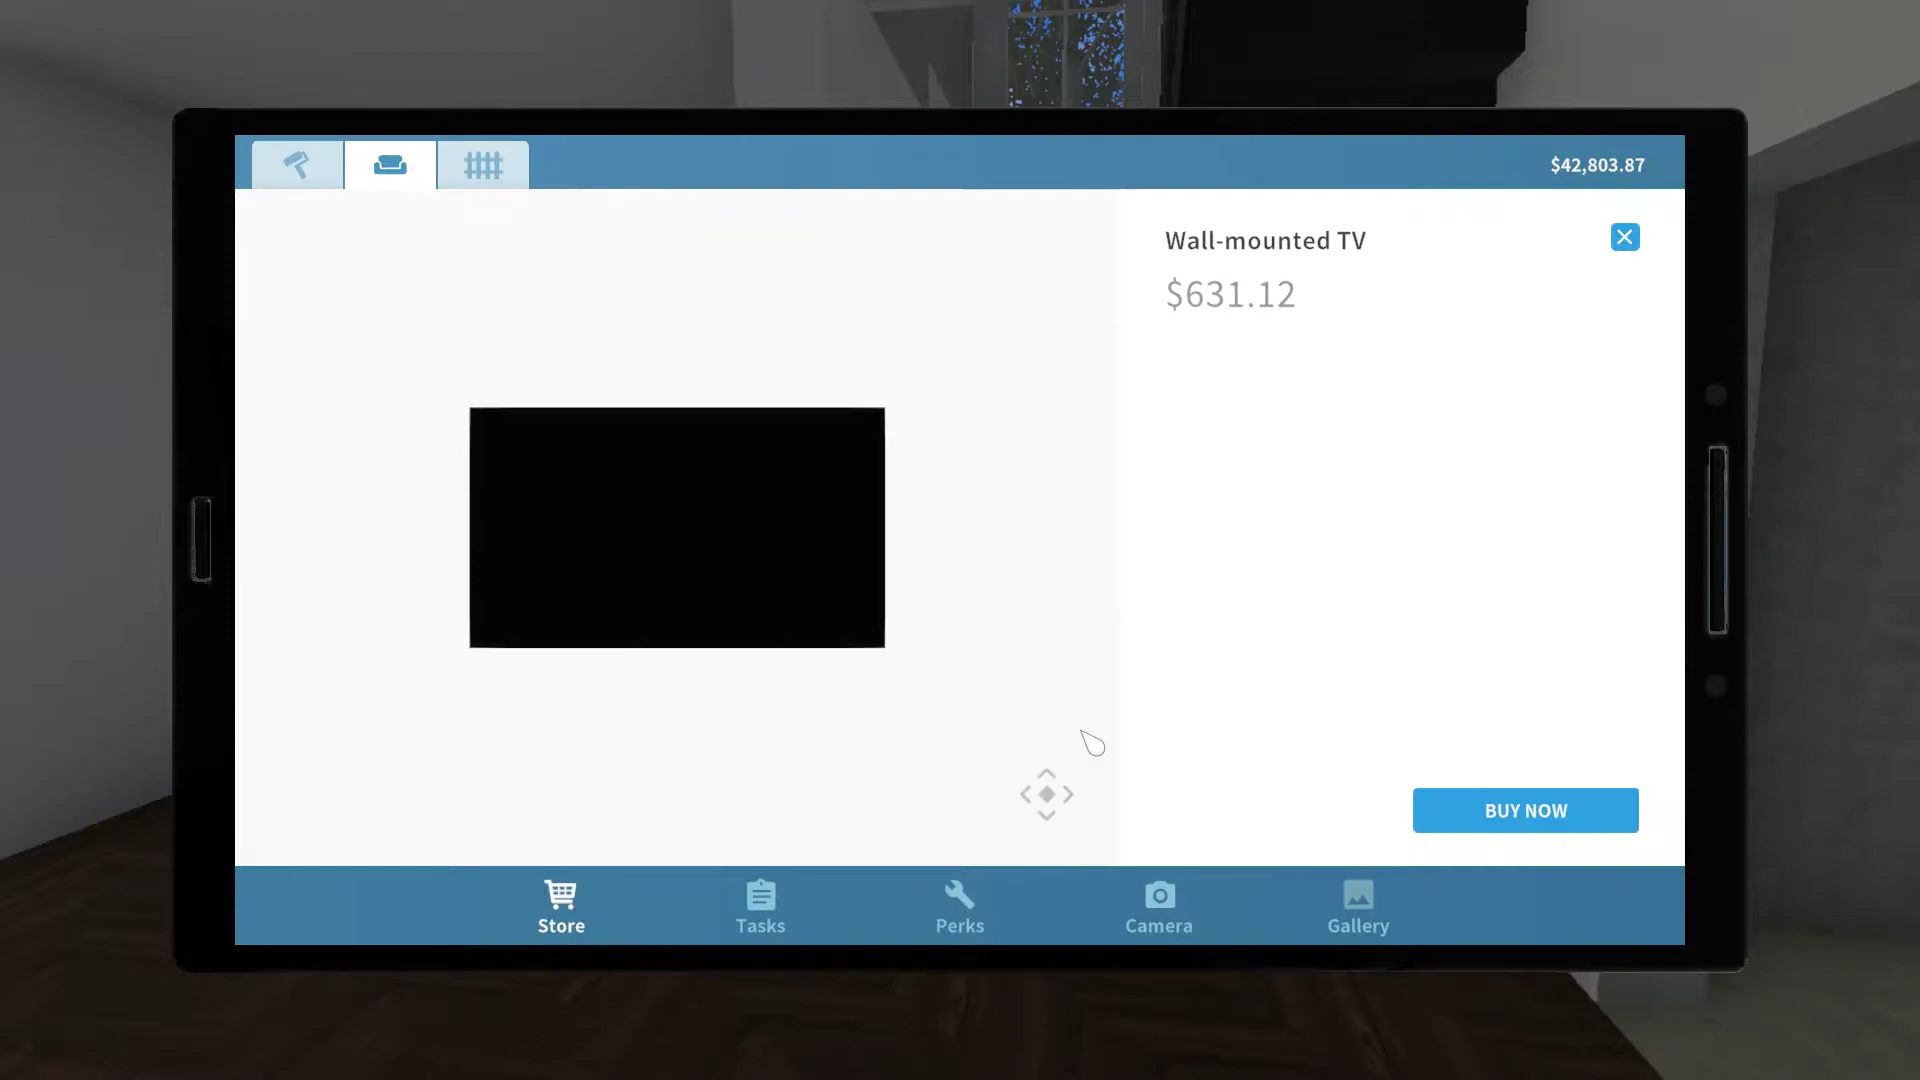 $42,803.87
Wall-mounted TV
$631.12
BUY NOW
Store
Tasks
Perks
Camera
Gallery